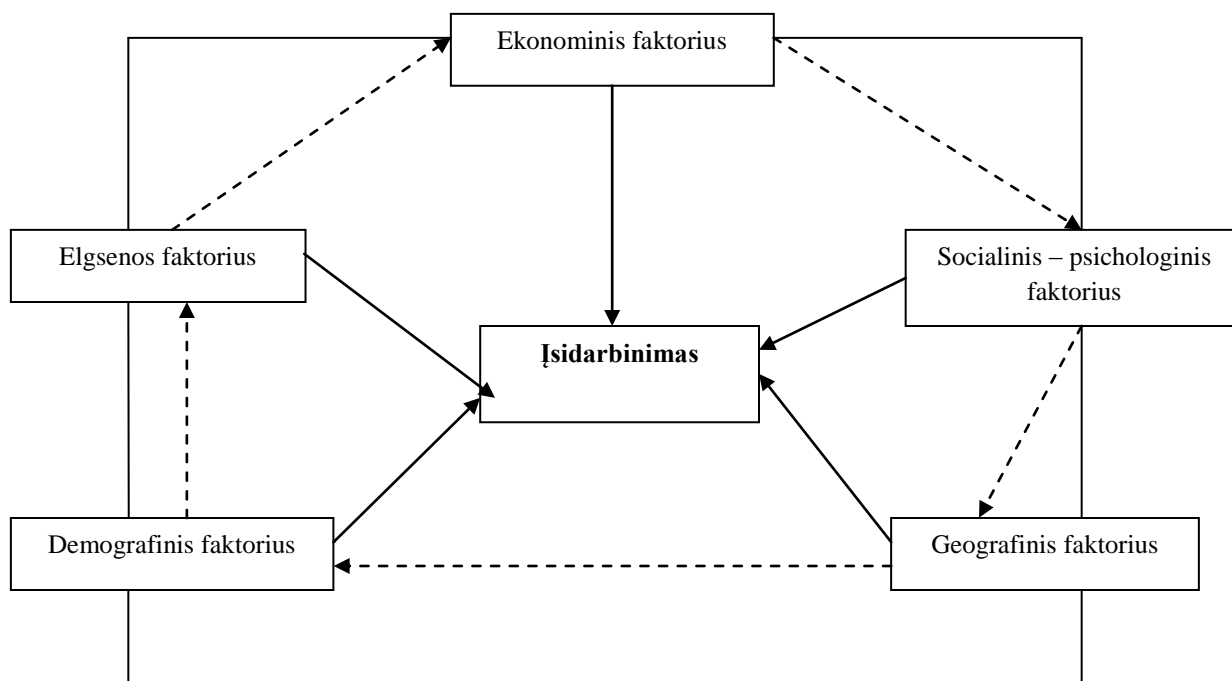 Ekonominis faktorius
Elgsenos faktorius
Socialinis – psichologinis
faktorius
Įsidarbinimas
Demografinis faktorius
Geografinis faktorius